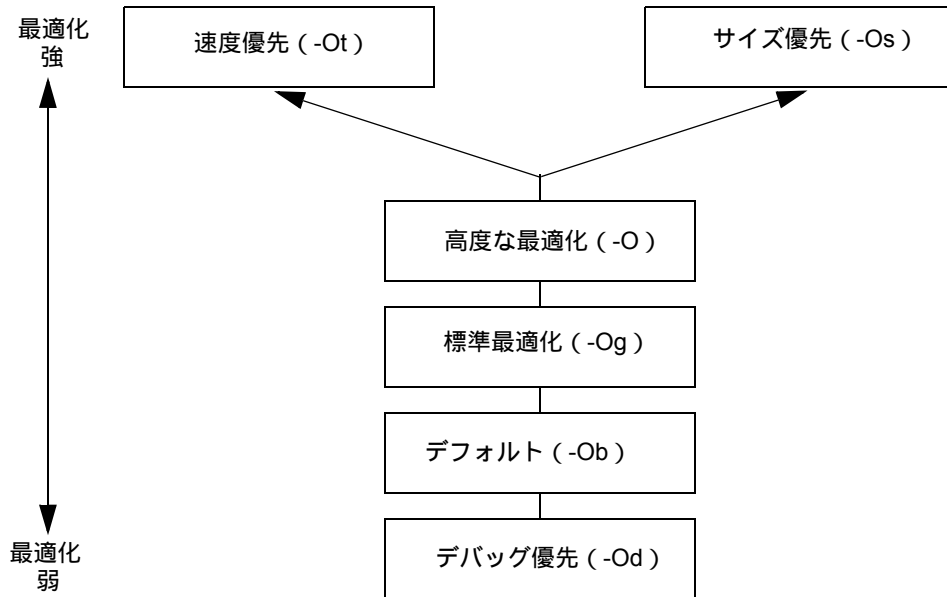 最適化
強
速度優先（-Ot）
サイズ優先（-Os）
高度な最適化（-O）
標準最適化（-Og）
デフォルト（-Ob）
デバッグ優先（-Od）
最適化
弱